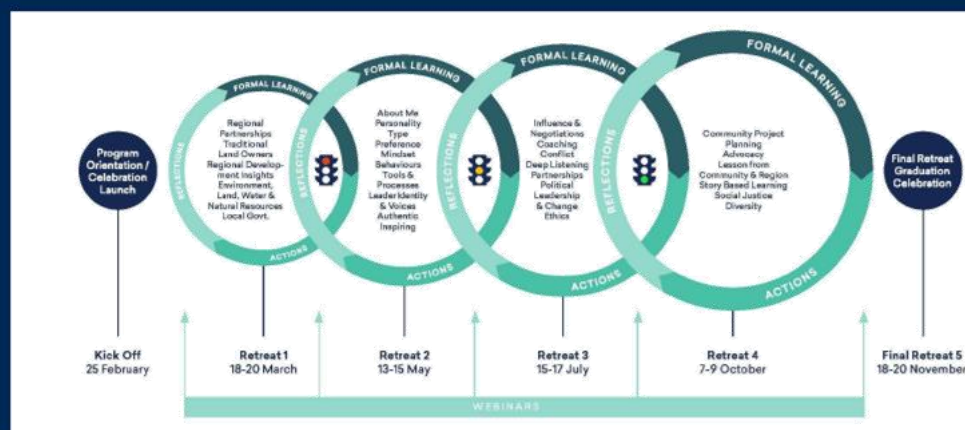 Program
Orientation /
Celebration
Launch
Kick Off
25 February
FORMAL LEARNING
REFLECTIONS
ACTIONS
Regional
Partnerships
Traditional
Land Owners
Regional Develop-
ment Insights
Environment,
Land, Water &
Natural Resources
Local Govt.
Retreat 1
18-20 March
FORMAL LEARNING
REFLECTIONS
ACTIONS
About Me
Personality
Type
Preference
Mindset
Behaviours
Tools &
Processes
Leader Identity
& Voices
Authentic
Inspiring
Retreat 2
13-15 May
FORMAL LEARNING
REFLECTIONS
ACTIONS
Influence &
Negotiations
Coaching
Conflict
Deep Listening
Partnerships
Political
Leadership
& Change
Ethics
Retreat 3
15-17 July
FORMAL LEARNING
REFLECTIONS
ACTIONS
Community Project
Planning
Advocacy
Lesson from
Community & Region
Story Based Learning
Social Justice
Diversity
Retreat 4
7-9 October
Final Retreat
Graduation
Celebration
Final Retreat 5
18-20 November
WEBINARS